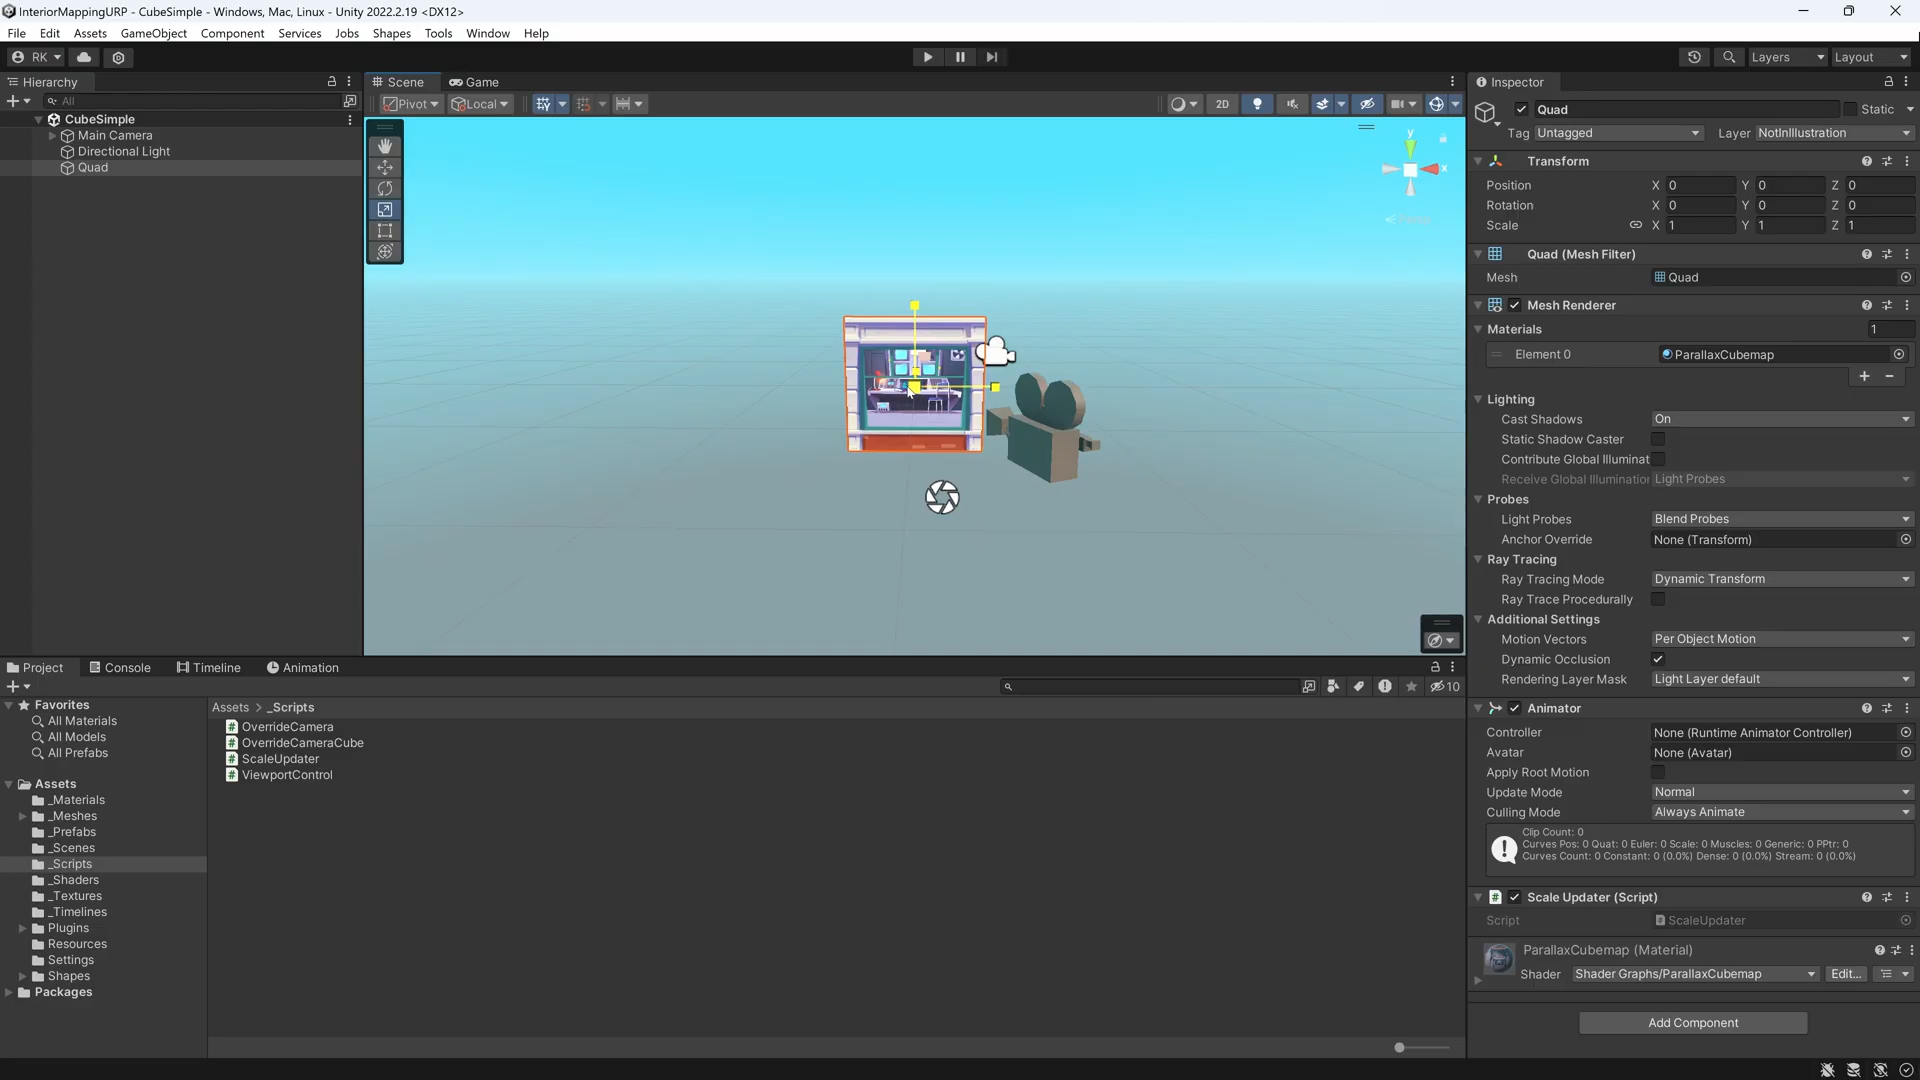 InteriorMappingURP - CubeSimple - Windows, Mac, Linux - Unity 2022.2.19 <DX12>
File Edit Assets GameObject Component Services Jobs Shapes Tools Window Help
RK
Layers Layout
Hierarchy
All
CubeSimple
Main Camera
Directional Light
Quad
Scene Game
Pivot Local
2D
y
x
Inspector
Quad
Static
Tag Untagged Layer NotInIllustration
Transform
Position X 0 Y 0 Z 0
Rotation X 0 Y 0 Z 0
Scale X 1 Y 1 Z 1
Quad (Mesh Filter)
Mesh Quad
Mesh Renderer
Materials 1
Element 0 ParallaxCubemap
Lighting
Cast Shadows On
Static Shadow Caster
Contribute Global Illuminat
Receive Global Illumination Light Probes
Probes
Light Probes Blend Probes
Anchor Override None (Transform)
Ray Tracing
Ray Tracing Mode Dynamic Transform
Ray Trace Procedurally
Additional Settings
Motion Vectors Per Object Motion
Dynamic Occlusion
Rendering Layer Mask Light Layer default
Animator
Controller None (Runtime Animator Controller)
Avatar None (Avatar)
Apply Root Motion
Update Mode Normal
Culling Mode Always Animate
Clip Count: 0
Curves Pos: 0 Quat: 0 Euler: 0 Scale: 0 Muscles: 0 Generic: 0 PPtr: 0
Curves Count: 0 Constant: 0 (0.0%) Dense: 0 (0.0%) Stream: 0 (0.0%)
Scale Updater (Script)
Script ScaleUpdater
ParallaxCubemap (Material)
Shader Shader Graphs/ParallaxCubemap Edit...
Add Component
Project Console Timeline Animation
10
Favorites
All Materials
All Models
All Prefabs
Assets
_Materials
_Meshes
_Prefabs
_Scenes
_Scripts
_Shaders
_Textures
_Timelines
Plugins
Resources
Settings
Shapes
Packages
Assets > _Scripts
OverrideCamera
OverrideCameraCube
ScaleUpdater
ViewportControl